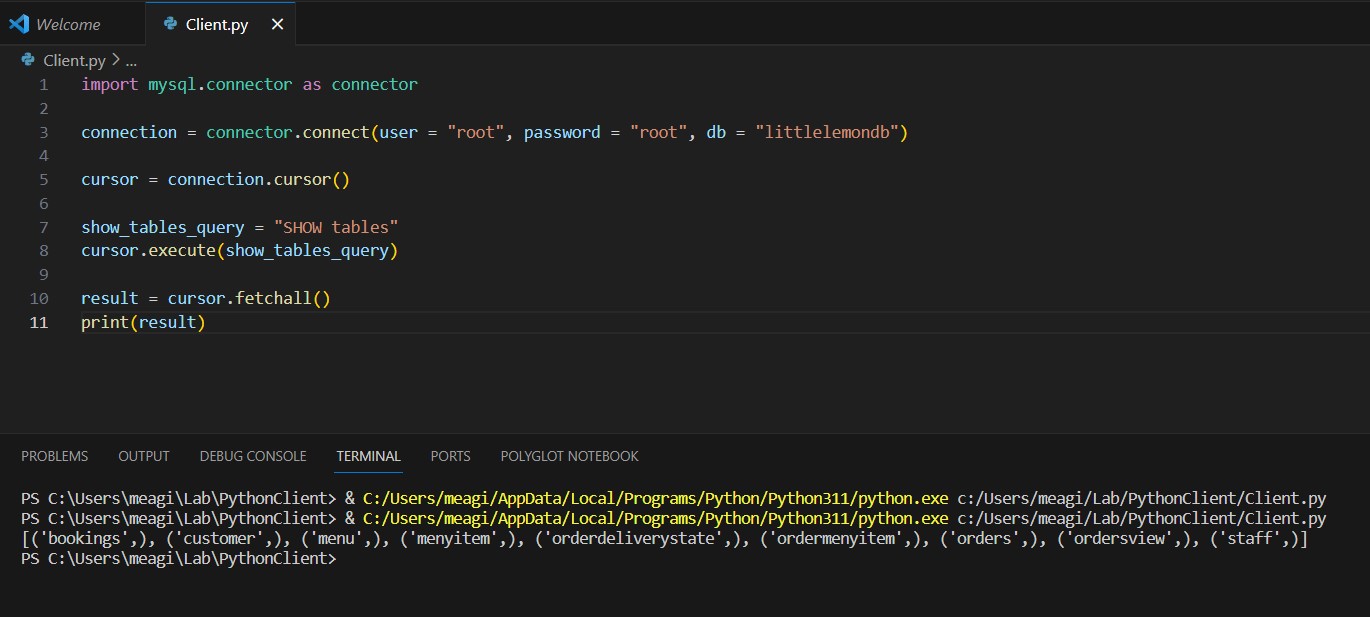 Welcome
Client.py ×
Client.py > ...
1 import mysql.connector as connector
2
3 connection = connector.connect(user = "root", password = "root", db = "littlelemondb")
4
5 cursor = connection.cursor()
6
7 show_tables_query = "SHOW tables"
8 cursor.execute(show_tables_query)
9
10 result = cursor.fetchall()
11 print(result)
PROBLEMS OUTPUT DEBUG CONSOLE TERMINAL PORTS POLYGLOT NOTEBOOK
PS C:\Users\meagi\Lab\PythonClient> & C:/Users/meagi/AppData/Local/Programs/Python/Python311/python.exe c:/Users/meagi/Lab/PythonClient/Client.py
PS C:\Users\meagi\Lab\PythonClient> & C:/Users/meagi/AppData/Local/Programs/Python/Python311/python.exe c:/Users/meagi/Lab/PythonClient/Client.py
[('bookings',), ('customer',), ('menu',), ('menyitem',), ('orderdeliverystate',), ('ordermenyitem',), ('orders',), ('ordersview',), ('staff',)]
PS C:\Users\meagi\Lab\PythonClient>